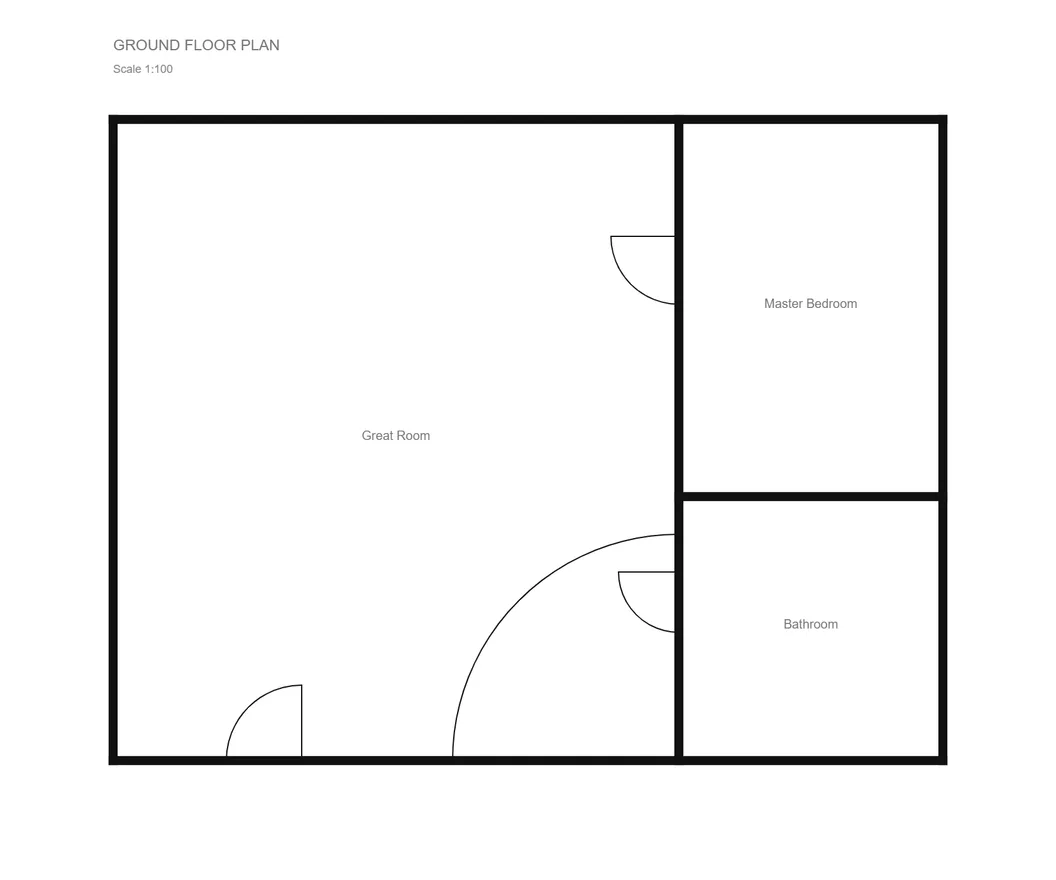 GROUND FLOOR PLAN
Scale 1:100
Master Bedroom
Great Room
Bathroom